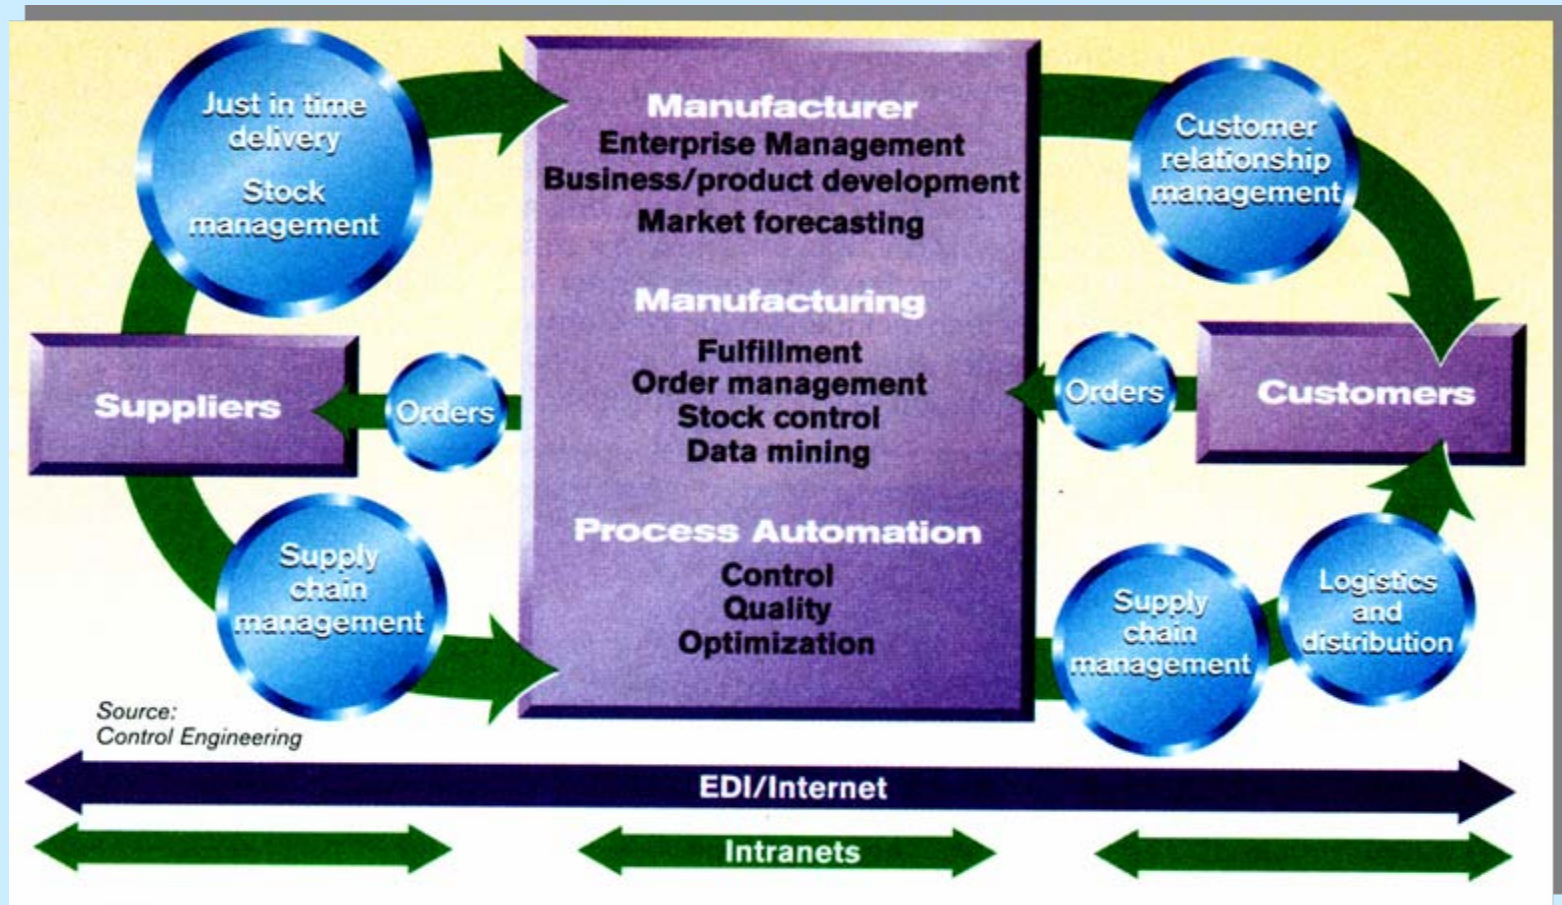 Just in time
delivery
Stock
management
Manufacturer
Enterprise Management
Business/product development
Market forecasting
Customer
relationship
management
Manufacturing
Fulfillment
Order management
Stock control
Data mining
Suppliers
Orders
Orders
Customers
Process Automation
Control
Quality
Optimization
Supply
chain
management
Supply
chain
management
Logistics
and
distribution
Source:
Control Engineering
EDI/Internet
Intranets